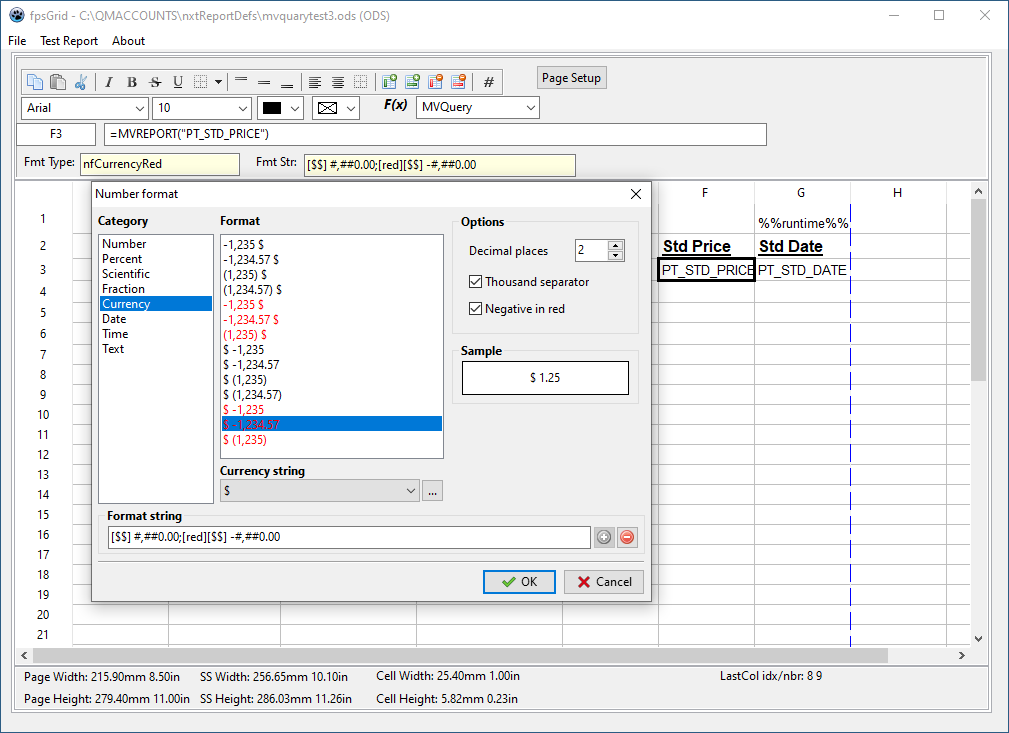 fpsGrid - C:\QMACCOUNTS\nxtReportDefs\mvquarytest3.ods (ODS)
File Test Report About
I B S U # Page Setup
Arial 10 F(x) MVQuery
F3 =MVREPORT("PT_STD_PRICE")
Fmt Type: nfCurrencyRed Fmt Str: [$$] #,##0.00;[red][$$] -#,##0.00
F G H
1 %%runtime%%
2 Std Price Std Date
3 PT_STD_PRICE PT_STD_DATE
4
5
6
7
8
9
10
11
12
13
14
15
16
17
18
19
20
21
Number format
Category
Number
Percent
Scientific
Fraction
Currency
Date
Time
Text
Format
-1,235 $
-1,234.57 $
(1,235) $
(1,234.57) $
-1,235 $
-1,234.57 $
(1,235) $
$ -1,235
$ -1,234.57
$ (1,235)
$ (1,234.57)
$ -1,235
$ -1,234.57
$ (1,235)
Currency string
$ ...
Options
Decimal places 2
Thousand separator
Negative in red
Sample
$ 1.25
Format string
[$$] #,##0.00;[red][$$] -#,##0.00
OK Cancel
Page Width: 215.90mm 8.50in SS Width: 256.65mm 10.10in Cell Width: 25.40mm 1.00in LastCol idx/nbr: 8 9
Page Height: 279.40mm 11.00in SS Height: 286.03mm 11.26in Cell Height: 5.82mm 0.23in